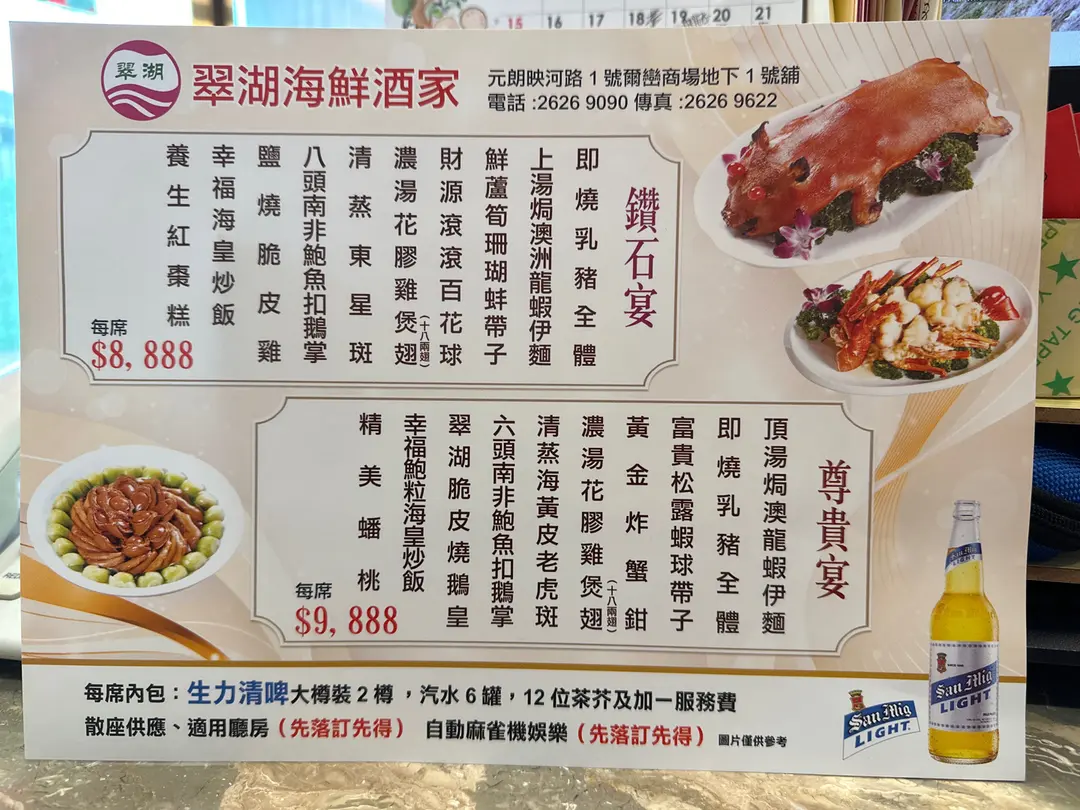 15 16 17 18 19 20 21
翠湖
翠湖海鮮酒家
元朗映河路1號爾巒商場地下1號舖
電話:2626 9090 傳真:2626 9622
鑽石宴
即燒乳豬全體
上湯焗澳洲龍蝦伊麵
鮮蘆筍珊瑚蚌帶子
財源滾滾百花球
濃湯花膠雞煲翅(十八兩翅)
清蒸東星斑
八頭南非鮑魚扣鵝掌
鹽燒脆皮雞
幸福海皇炒飯
養生紅棗糕
每席
$8,888
尊貴宴
頂湯焗澳龍蝦伊麵
即燒乳豬全體
富貴松露蝦球帶子
黃金炸蟹鉗
濃湯花膠雞煲翅(十八兩翅)
清蒸海黃皮老虎斑
六頭南非鮑魚扣鵝掌
翠湖脆皮燒鵝皇
幸福鮑粒海皇炒飯
精美蟠桃
每席
$9,888
每席內包：生力清啤大樽裝2樽，汽水6罐，12位茶芥及加一服務費
散座供應、適用廳房(先落訂先得) 自動麻雀機娛樂(先落訂先得) 圖片僅供參考
San Mig
LIGHT
San Mig
LIGHT